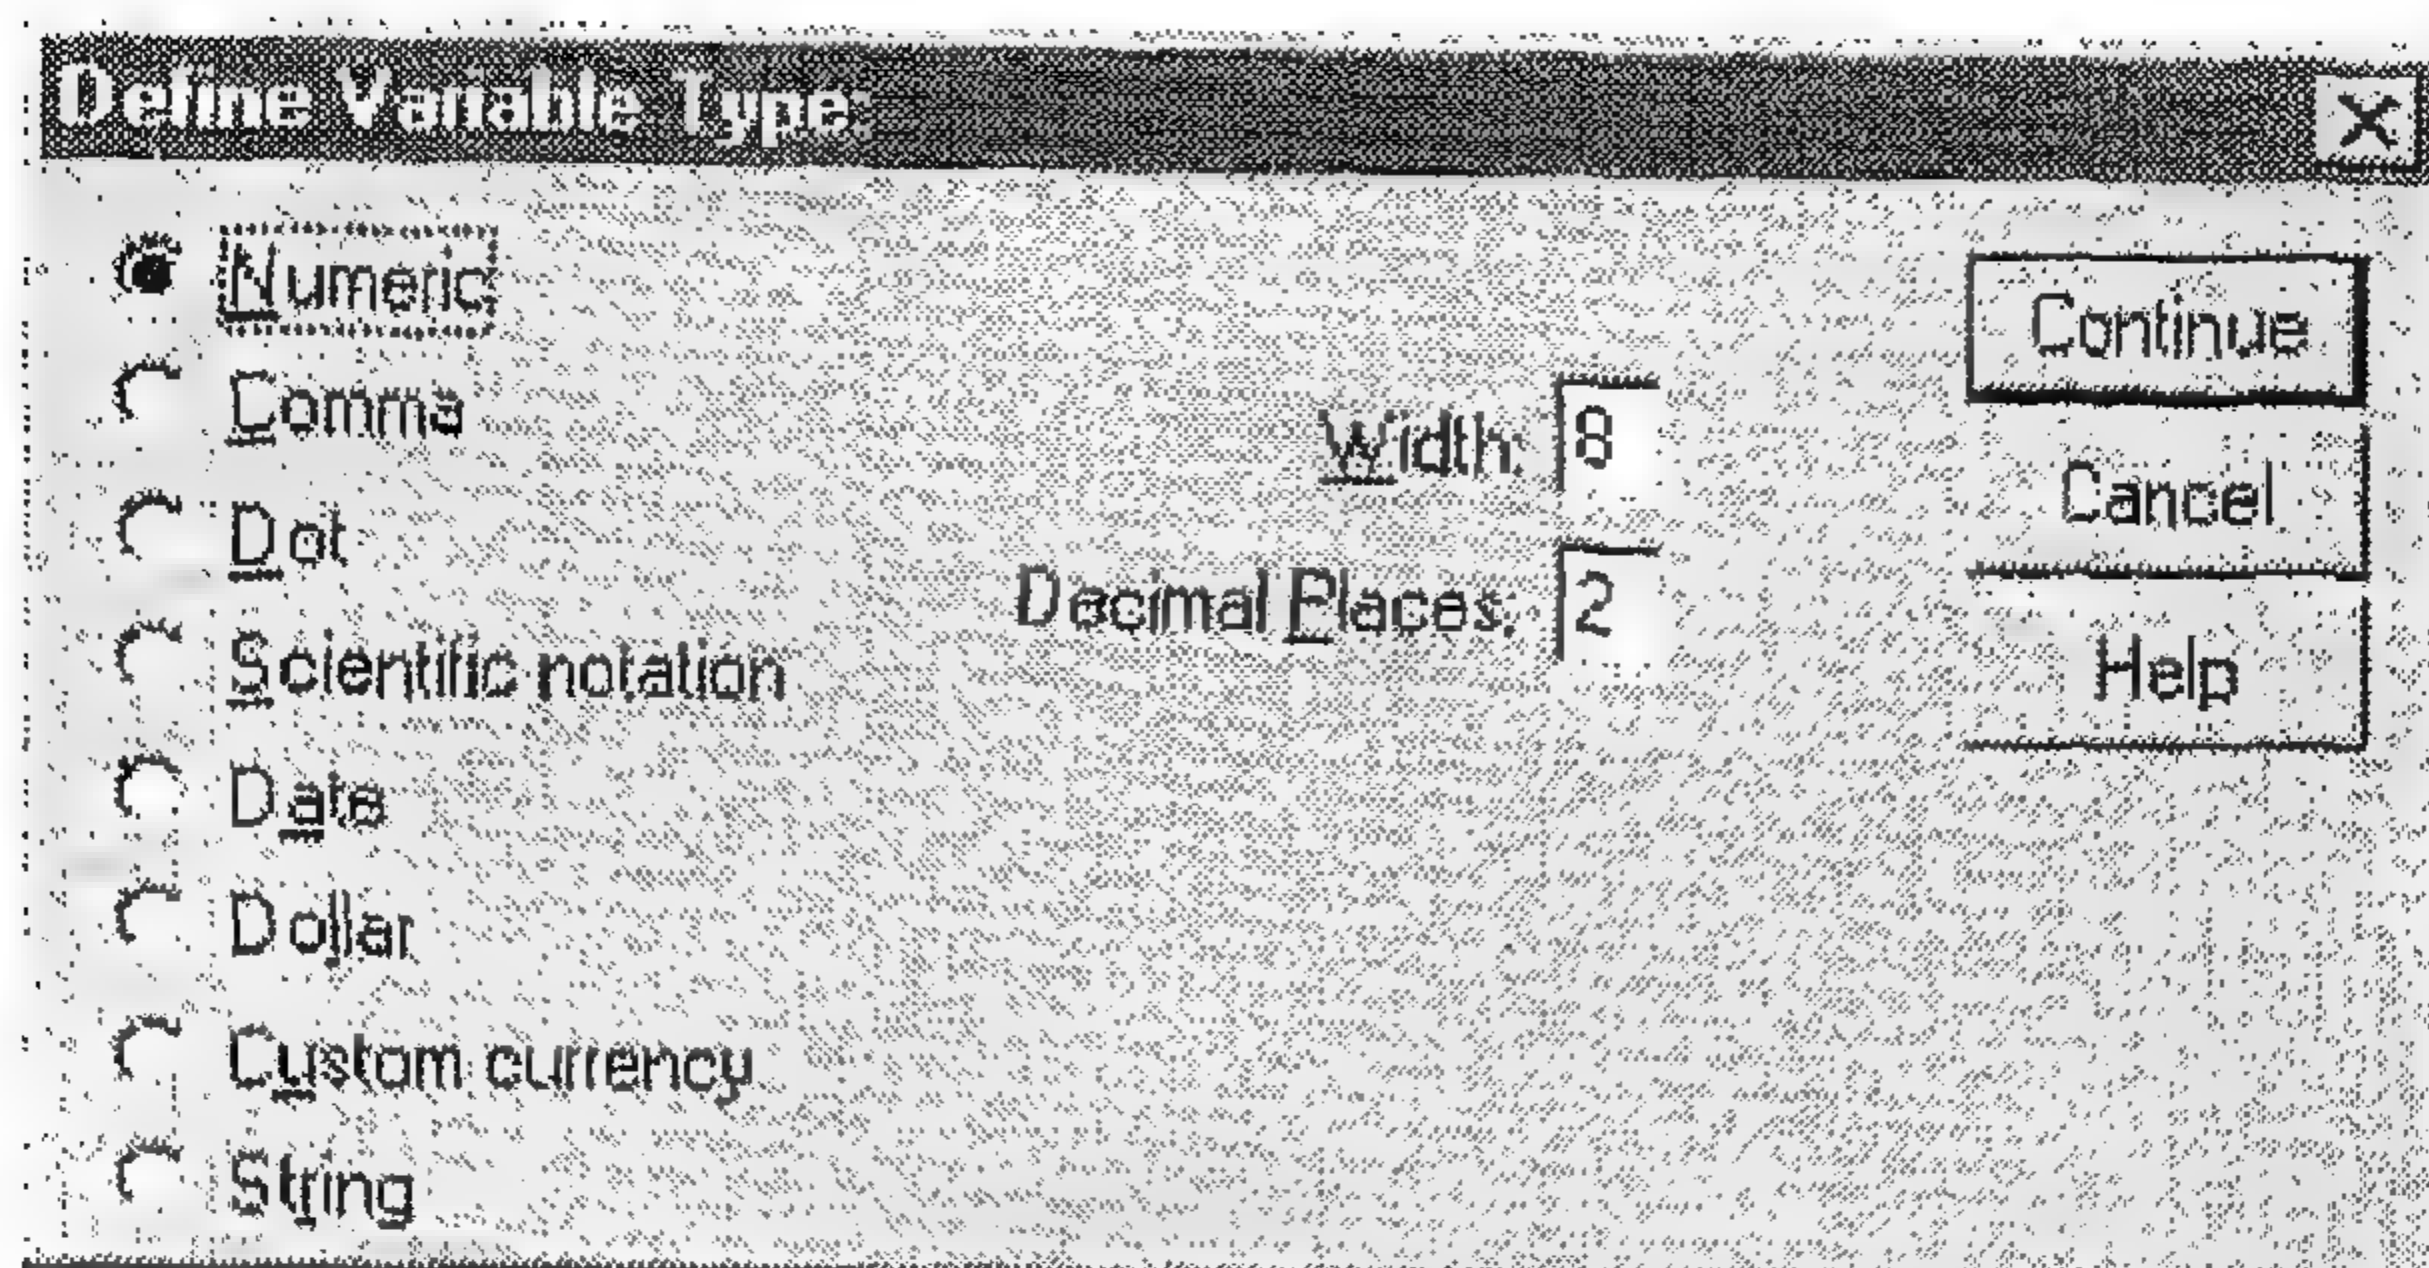 Define Variable Type:
Numeric
Comma
Dot
Scientific notation
Date
Dollar
Custom currency
String
Width: 8
Decimal Places: 2
Continue
Cancel
Help